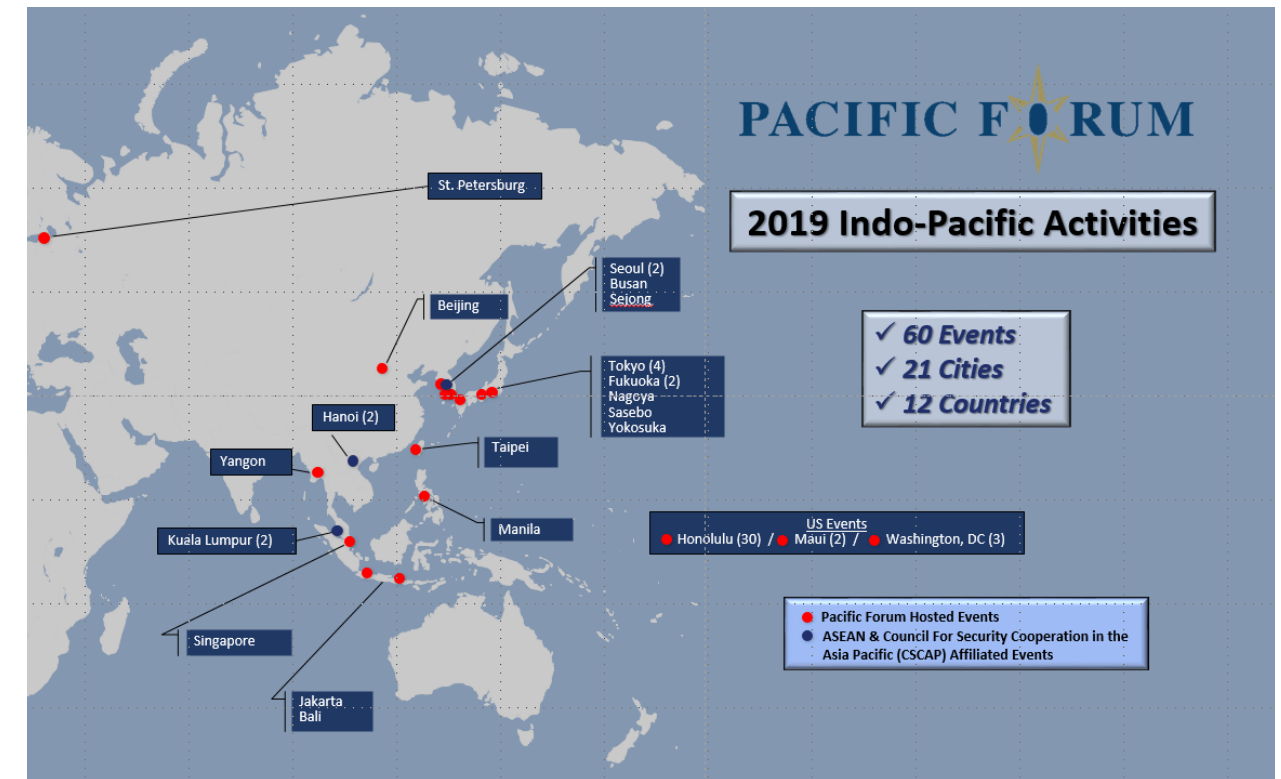 PACIFIC FORUM
2019 Indo-Pacific Activities
✓ 60 Events
✓ 21 Cities
✓ 12 Countries
St. Petersburg
Seoul (2)
Busan
Sejong
Beijing
Tokyo (4)
Fukuoka (2)
Nagoya
Sasebo
Yokosuka
Hanoi (2)
Taipei
Yangon
Manila
Kuala Lumpur (2)
US Events
Honolulu (30) / Maui (2) / Washington, DC (3)
Singapore
Jakarta
Bali
Pacific Forum Hosted Events
ASEAN & Council For Security Cooperation in the
Asia Pacific (CSCAP) Affiliated Events